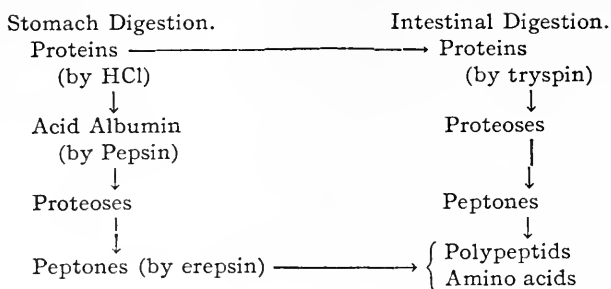 Stomach Digestion. Intestinal Digestion.
Proteins Proteins
(by HCl) (by tryspin)
Acid Albumin Proteoses
(by Pepsin)
Proteoses Peptones
Peptones (by erepsin) Polypeptids
Amino acids